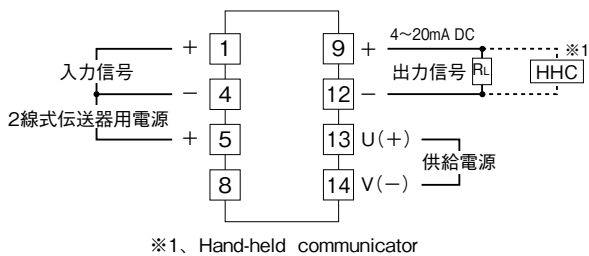 4～20mA DC
＋ 1
9 ＋
※1
入力信号
出力信号 RL HHC
－ 4
12 －
2線式伝送器用電源
＋ 5
13 U(＋)
供給電源
8
14 V(－)
※1、Hand-held communicator